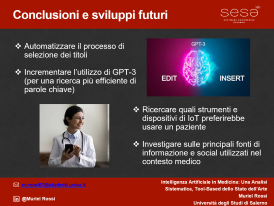 Conclusioni e sviluppi futuri
sesa
❖ Automatizzare il processo di
selezione dei titoli
❖ Incrementare l'utilizzo di GPT-3
(per una ricerca più efficiente di
parole chiave)
GPT-3
EDIT
INSERT
❖ Ricercare quali strumenti e
dispositivi di IoT preferirebbe
usare un paziente
❖ Investigare sulle principali fonti di
informazione e social utilizzati nel
contesto medico
@Muriel Rossi
Intelligenza Artificiale in Medicina: Una Analisi
Sistematica, Tool-Based dello Stato dell'Arte
Muriel Rossi
Università degli Studi di Salerno